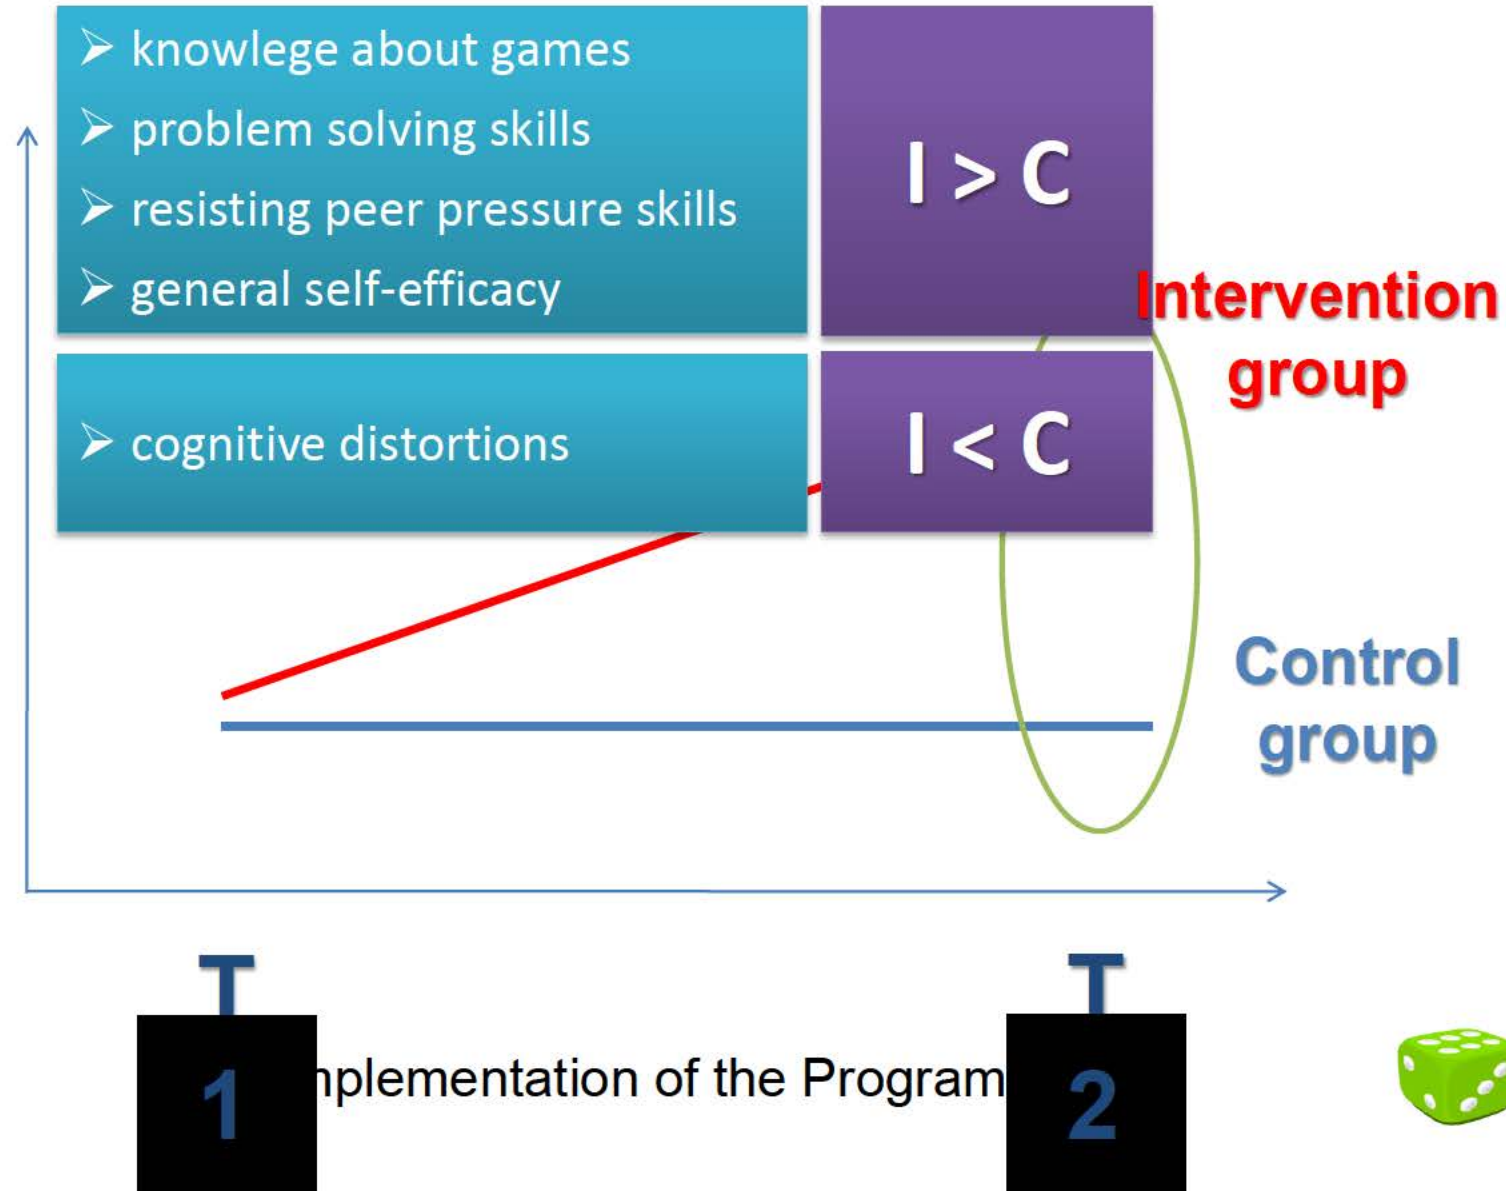 ➢ knowlege about games
➢ problem solving skills
➢ resisting peer pressure skills
➢ general self-efficacy
I > C
➢ cognitive distortions
I < C
Intervention
group
Control
group
T
1
T
2
of the Program